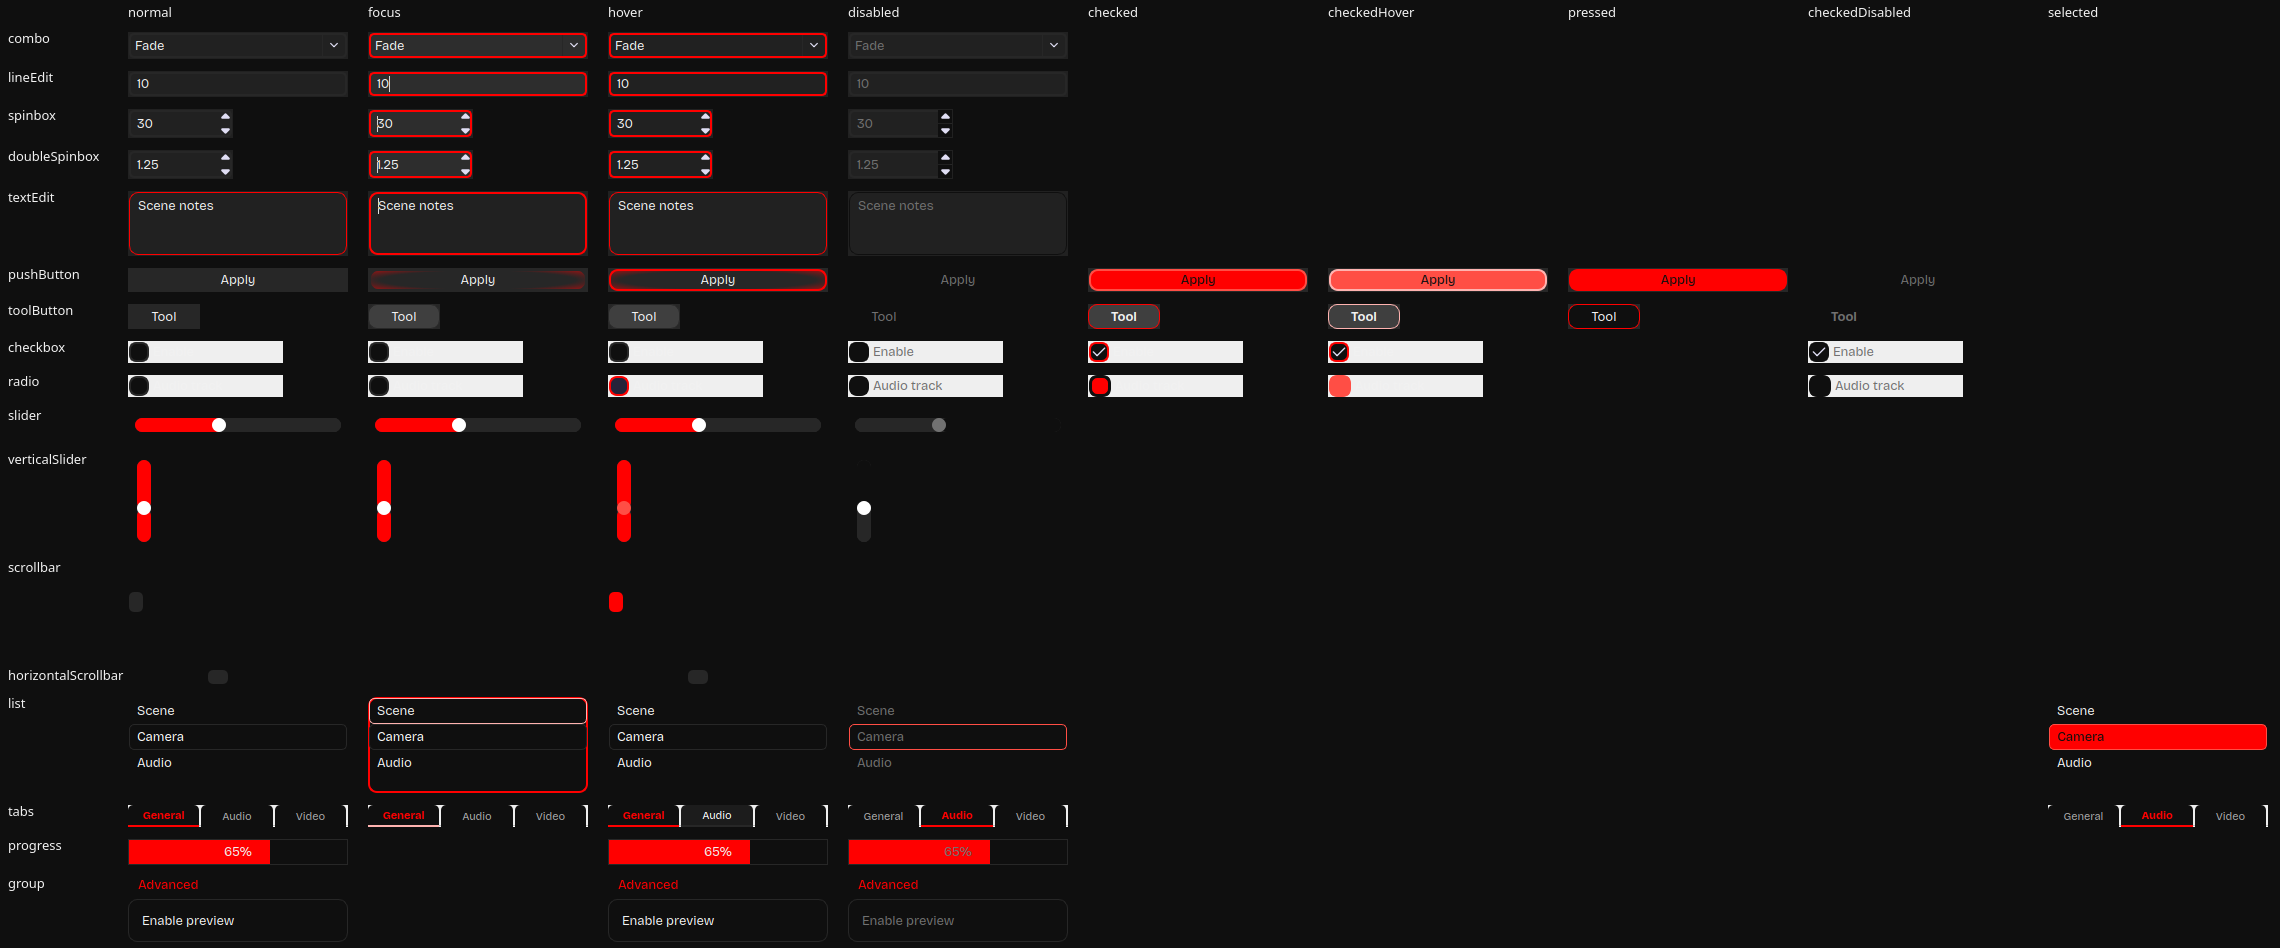 normal focus hover disabled checked checkedHover pressed checkedDisabled selected
combo Fade Fade Fade Fade
lineEdit 10 10 10 10
spinbox 30 30 30 30
doubleSpinbox 1.25 1.25 1.25 1.25
textEdit Scene notes Scene notes Scene notes Scene notes
pushButton Apply Apply Apply Apply Apply Apply Apply Apply
toolButton Tool Tool Tool Tool Tool Tool Tool Tool
checkbox Enable Enable
radio Audio track Audio track
slider
verticalSlider
scrollbar
horizontalScrollbar
list Scene Scene Scene Scene Scene
Camera Camera Camera Camera Camera
Audio Audio Audio Audio Audio
tabs General Audio Video General Audio Video General Audio Video General Audio Video General Audio Video
progress 65% 65% 65%
group Advanced Advanced Advanced
Enable preview Enable preview Enable preview